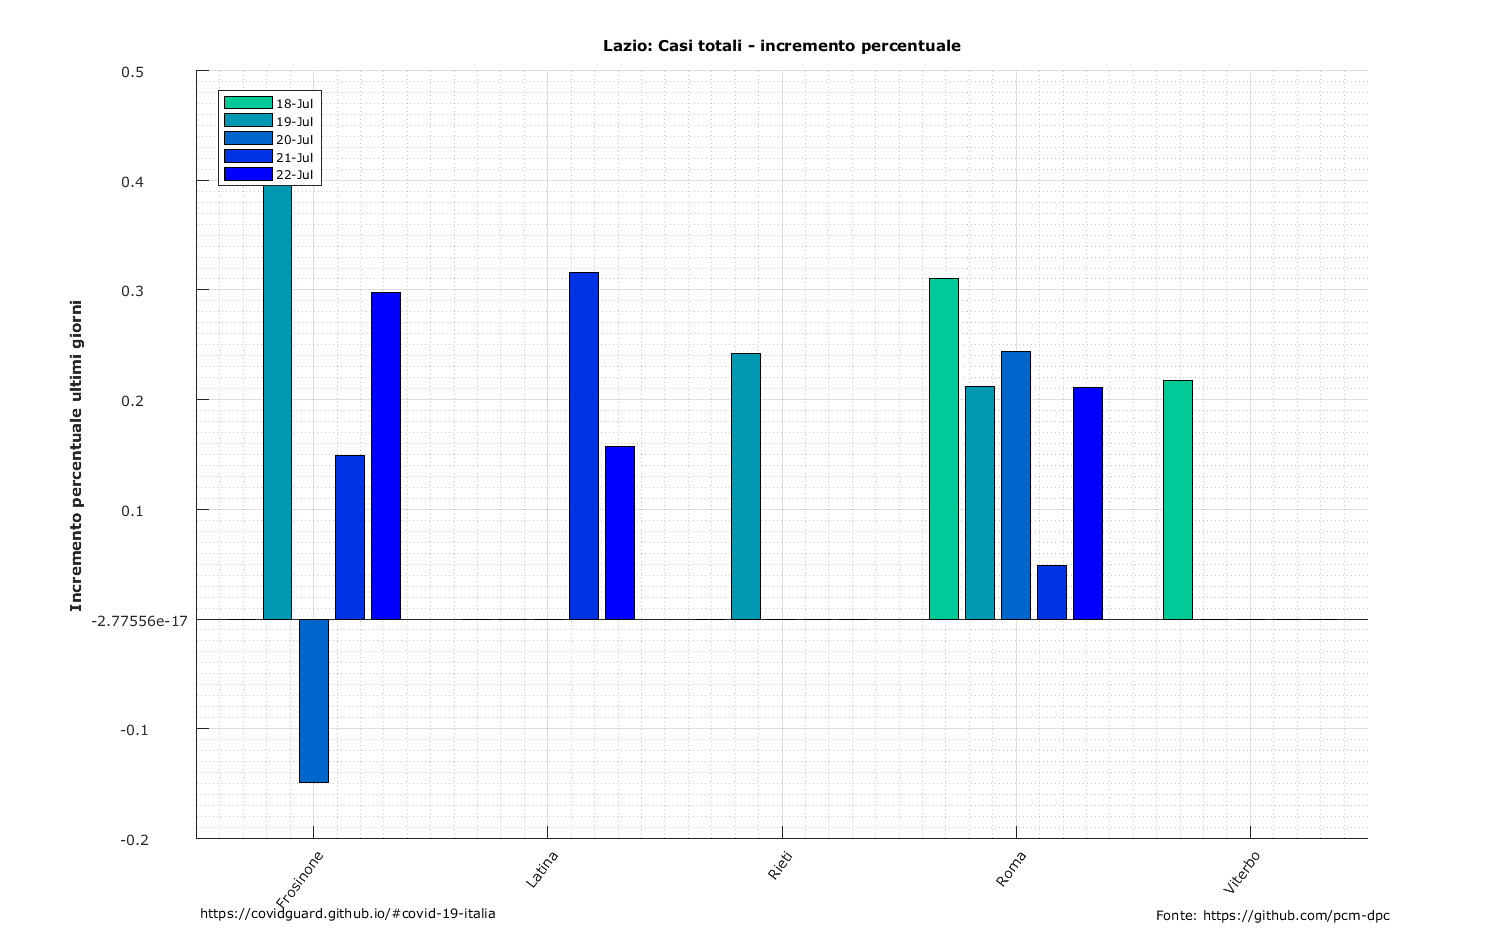 Lazio: Casi totali - incremento percentuale
Incremento percentuale ultimi giorni
0.5
0.4
0.3
0.2
0.1
-2.77556e-17
-0.1
-0.2
18-Jul
19-Jul
20-Jul
21-Jul
22-Jul
Frosinone
Latina
Rieti
Roma
Viterbo
https://covidguard.github.io/#covid-19-italia
Fonte: https://github.com/pcm-dpc